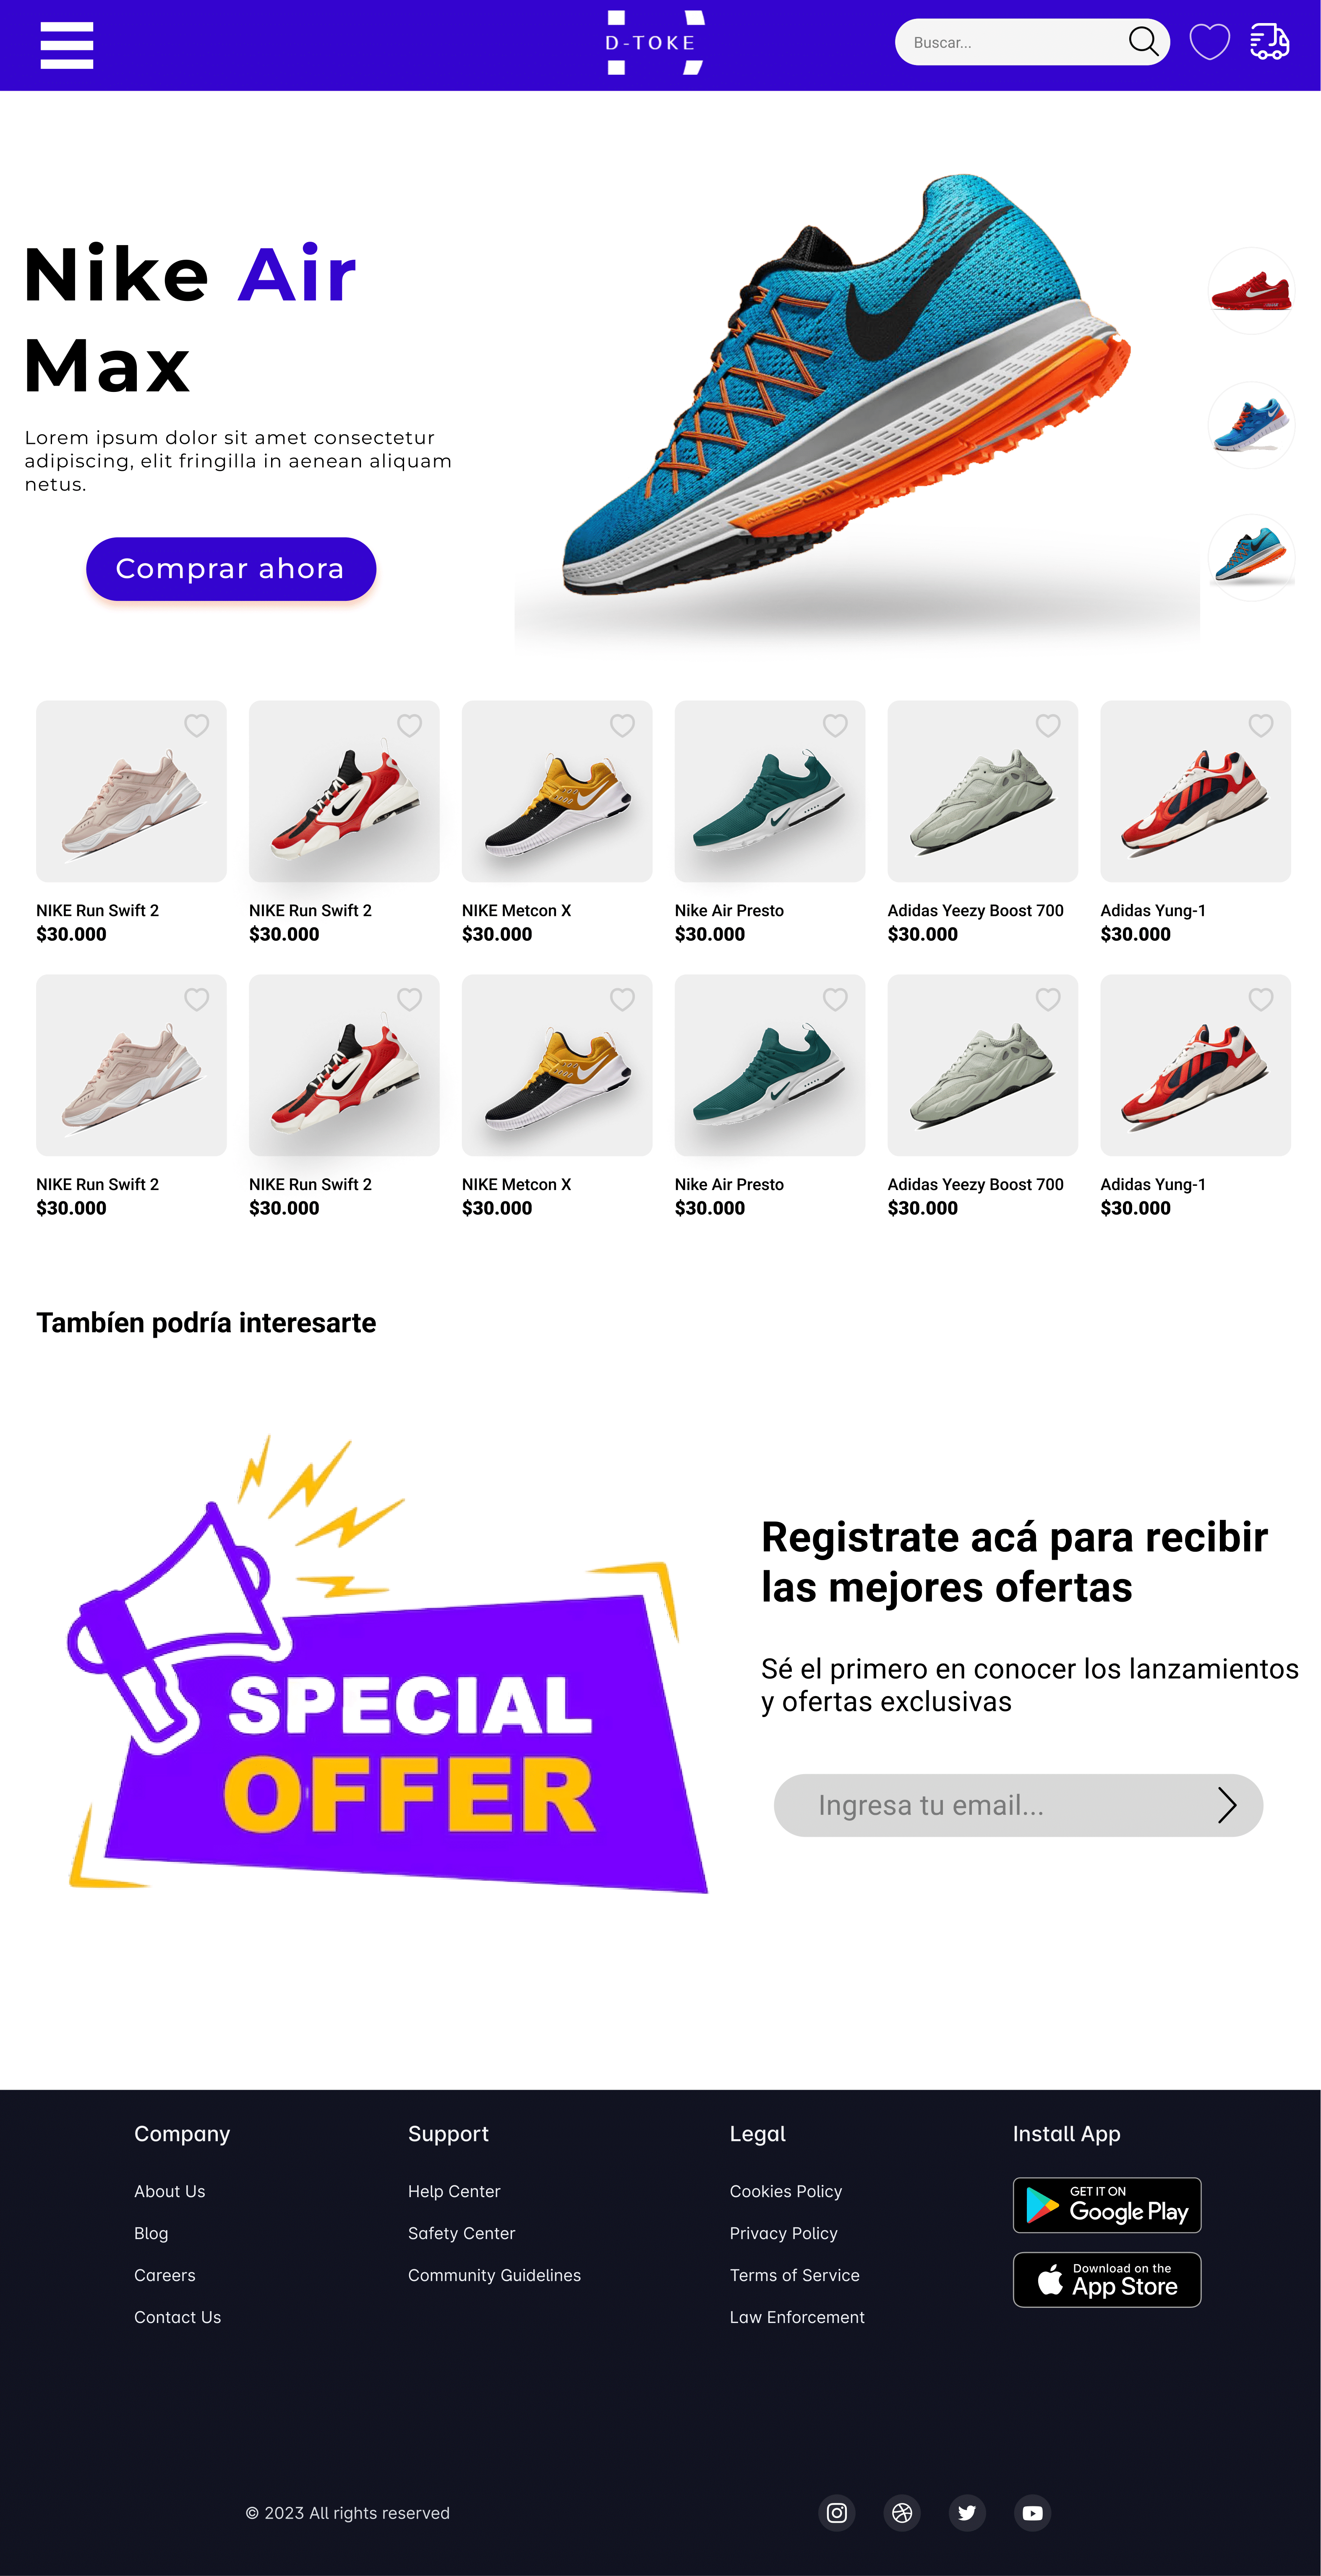 D-TOKE
Buscar...
Nike Air
Max
Lorem ipsum dolor sit amet consectetur
adipiscing, elit fringilla in aenean aliquam
netus.
Comprar ahora
NIKE Run Swift 2
$30.000
NIKE Run Swift 2
$30.000
NIKE Metcon X
$30.000
Nike Air Presto
$30.000
Adidas Yeezy Boost 700
$30.000
Adidas Yung-1
$30.000
NIKE Run Swift 2
$30.000
NIKE Run Swift 2
$30.000
NIKE Metcon X
$30.000
Nike Air Presto
$30.000
Adidas Yeezy Boost 700
$30.000
Adidas Yung-1
$30.000
Tambíen podría interesarte
SPECIAL
OFFER
Registrate acá para recibir
las mejores ofertas
Sé el primero en conocer los lanzamientos
y ofertas exclusivas
Ingresa tu email...
Company
About Us
Blog
Careers
Contact Us
Support
Help Center
Safety Center
Community Guidelines
Legal
Cookies Policy
Privacy Policy
Terms of Service
Law Enforcement
Install App
GET IT ON
Google Play
Download on the
App Store
© 2023 All rights reserved